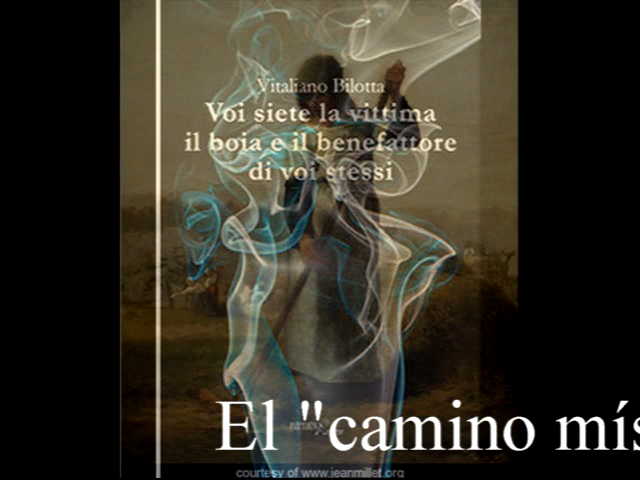 Vitaliano Bilotta
Voi siete la vittima
il boia e il benefattore
di voi stessi
El "camino mís
courtesy of www.jeanmillet.org